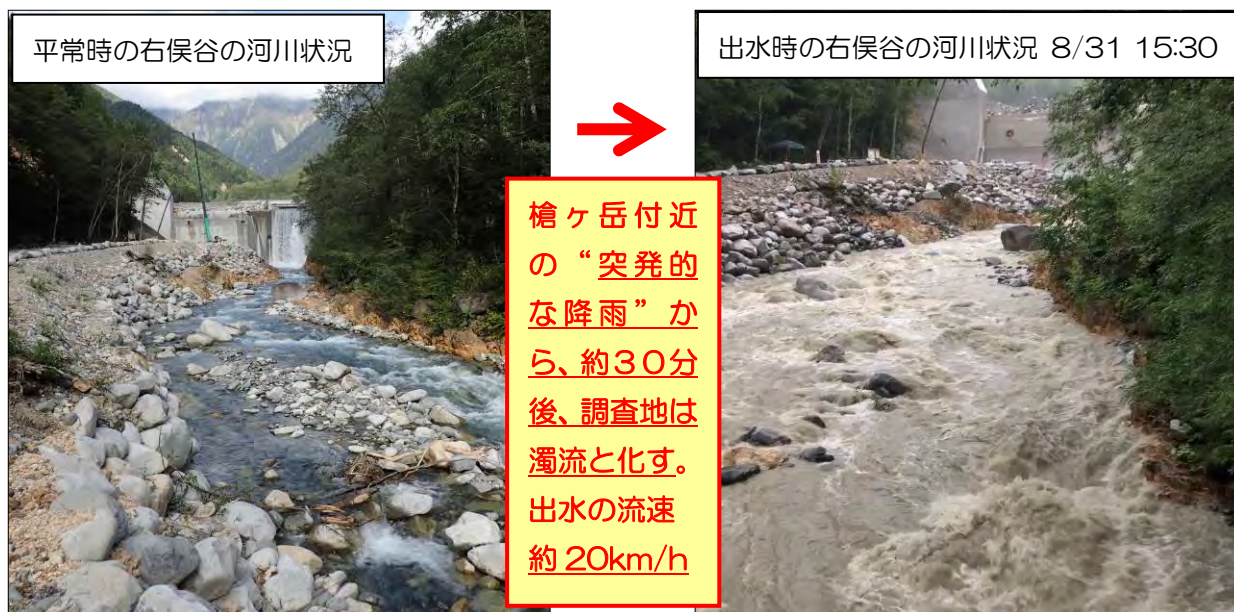 平常時の右俣谷の河川状況
出水時の右俣谷の河川状況 8/31 15:30
槍ヶ岳付近
の“突発的
な降雨”か
ら、約30分
後、調査地は
濁流と化す。
出水の流速
約20km/h